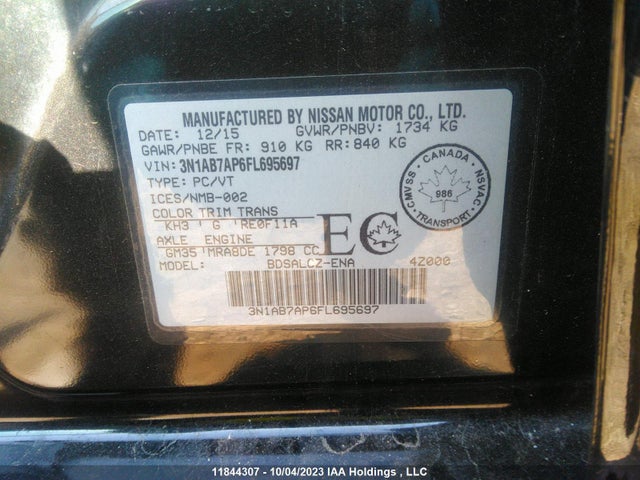 MANUFACTURED BY NISSAN MOTOR CO., LTD.
DATE: 12/15 GVWR/PNBV: 1734 KG
GAWR/PNBE FR: 910 KG RR: 840 KG
VIN: 3N1AB7AP6FL695697
TYPE: PC/VT
ICES/NMB-002
COLOR TRIM TRANS
KH3 ' G 'RE0F11A
AXLE ENGINE
GM35 'MRA8DE 1798 CC
MODEL: BDSALCZ-ENA 4Z000
EC
CANADA
CMVSS NSVAC
986
TRANSPORT
3N1AB7AP6FL695697
11844307 - 10/04/2023 IAA Holdings , LLC